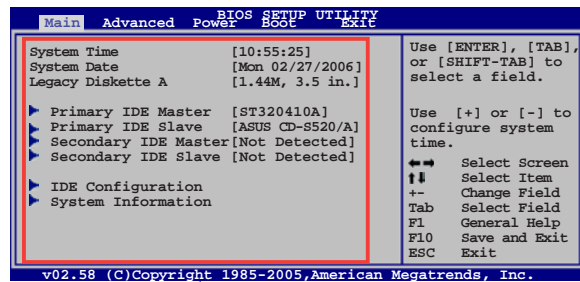 BIOS SETUP UTILITY
Main Advanced Power Boot Exit
System Time [10:55:25]
System Date [Mon 02/27/2006]
Legacy Diskette A [1.44M, 3.5 in.]
Primary IDE Master [ST320410A]
Primary IDE Slave [ASUS CD-S520/A]
Secondary IDE Master[Not Detected]
Secondary IDE Slave [Not Detected]
IDE Configuration
System Information
Use [ENTER], [TAB],
or [SHIFT-TAB] to
select a field.
Use [+] or [-] to
configure system
time.
Select Screen
Select Item
+- Change Field
Tab Select Field
F1 General Help
F10 Save and Exit
ESC Exit
v02.58 (C)Copyright 1985-2005,American Megatrends, Inc.